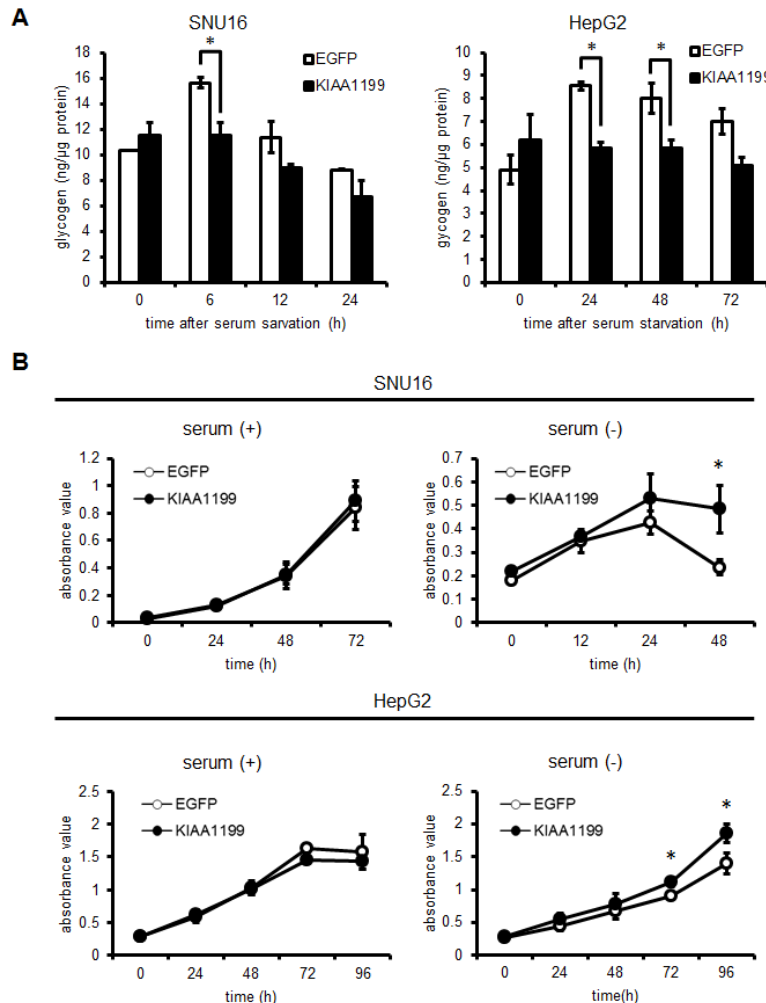 A
SNU16
*
EGFP
KIAA1199
glycogen (ng/µg protein)
18
16
14
12
10
8
6
4
2
0
0 6 12 24
time after serum sarvation (h)
HepG2
* *
EGFP
KIAA1199
gycogen (ng/µg protein)
10
9
8
7
6
5
4
3
2
1
0
0 24 48 72
time after serum starvation (h)
B
SNU16
serum (+)
EGFP
KIAA1199
absorbance value
1.2
1
0.8
0.6
0.4
0.2
0
0 24 48 72
time (h)
serum (-)
EGFP
KIAA1199
*
absorbance value
0.7
0.6
0.5
0.4
0.3
0.2
0.1
0
0 12 24 48
time (h)
HepG2
serum (+)
EGFP
KIAA1199
absorbance value
2.5
2
1.5
1
0.5
0
0 24 48 72 96
time (h)
serum (-)
EGFP
KIAA1199
*
*
absorbance value
2.5
2
1.5
1
0.5
0
0 24 48 72 96
time(h)